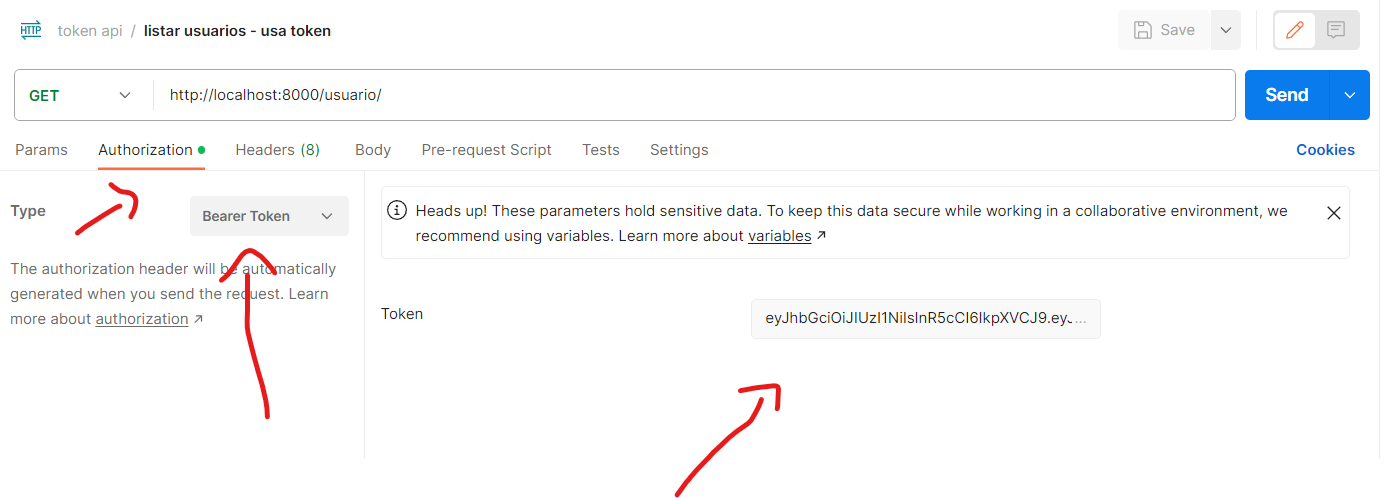 HTTP token api / listar usuarios - usa token Save
GET http://localhost:8000/usuario/ Send
Params Authorization Headers (8) Body Pre-request Script Tests Settings Cookies
Type Bearer Token
The authorization header will be automatically
generated when you send the request. Learn
more about authorization ↗
Heads up! These parameters hold sensitive data. To keep this data secure while working in a collaborative environment, we
recommend using variables. Learn more about variables ↗
Token eyJhbGciOiJIUzI1NiIsInR5cCI6IkpXVCJ9.eyJ...